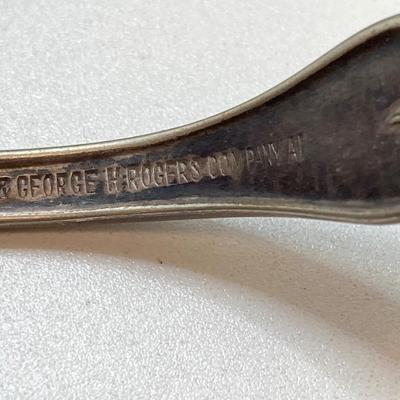 & GEORGE H. ROGERS COMPANY A1